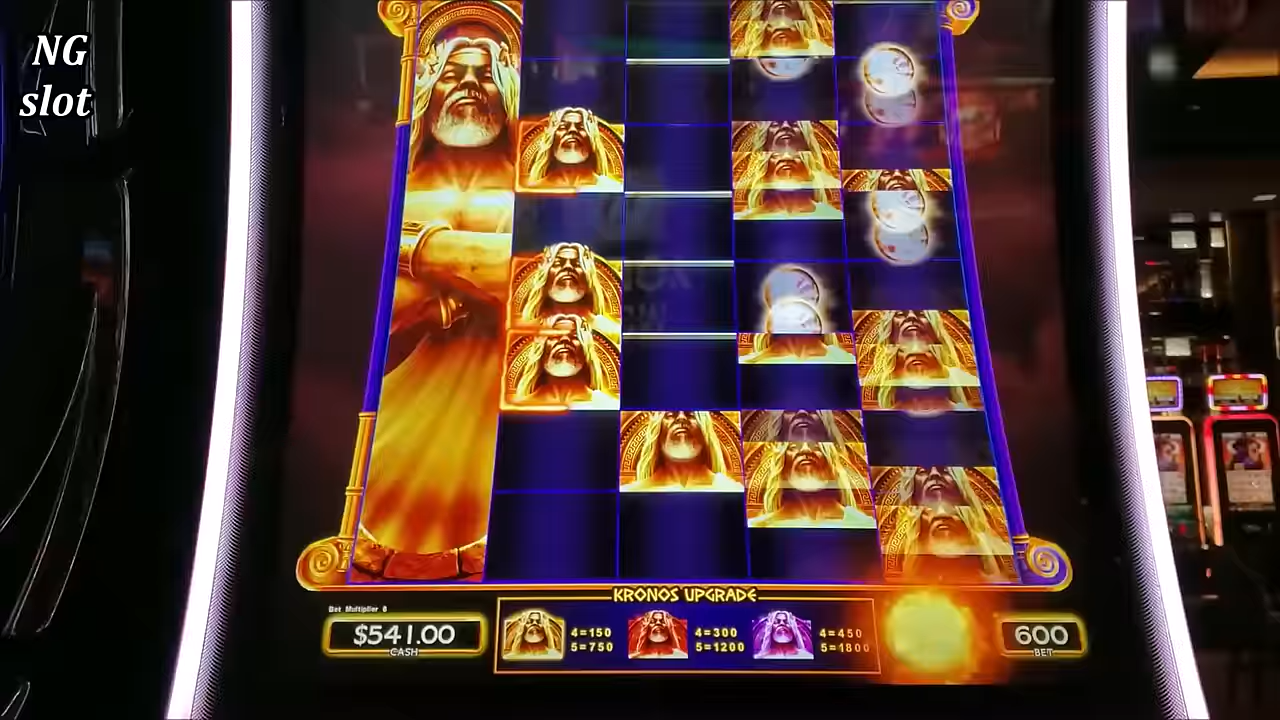 NG
slot
KRONOS UPGRADE
Bet Multiplier 8
$541.00
CASH
4=150
5=750
4=300
5=1200
4=450
5=1800
600
BET